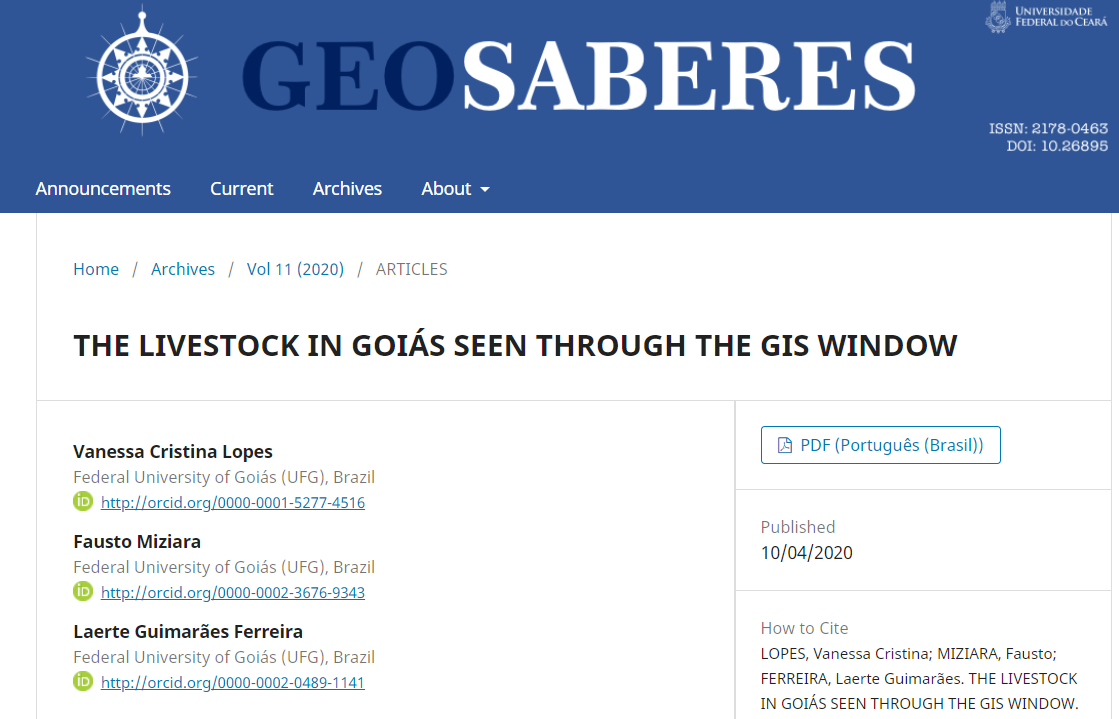 UNIVERSIDADE
FEDERAL DO CEARÁ
GEOSABERES
ISSN: 2178-0463
DOI: 10.26895
Announcements Current Archives About
Home / Archives / Vol 11 (2020) / ARTICLES
THE LIVESTOCK IN GOIÁS SEEN THROUGH THE GIS WINDOW
Vanessa Cristina Lopes
Federal University of Goiás (UFG), Brazil
iD http://orcid.org/0000-0001-5277-4516
Fausto Miziara
Federal University of Goiás (UFG), Brazil
iD http://orcid.org/0000-0002-3676-9343
Laerte Guimarães Ferreira
Federal University of Goiás (UFG), Brazil
iD http://orcid.org/0000-0002-0489-1141
PDF (Português (Brasil))
Published
10/04/2020
How to Cite
LOPES, Vanessa Cristina; MIZIARA, Fausto;
FERREIRA, Laerte Guimarães. THE LIVESTOCK
IN GOIÁS SEEN THROUGH THE GIS WINDOW.